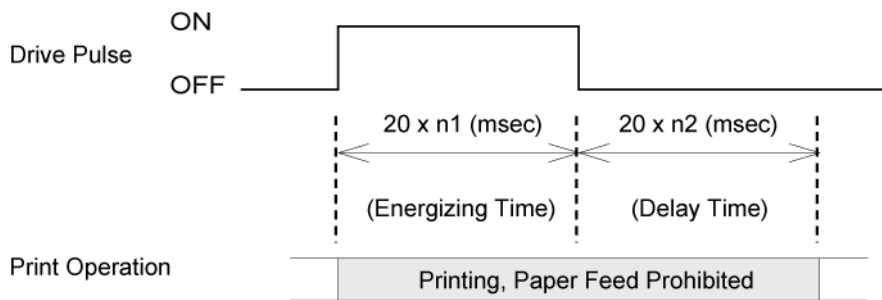 ON
Drive Pulse
OFF
20 x n1 (msec) 20 x n2 (msec)
(Energizing Time) (Delay Time)
Print Operation
Printing, Paper Feed Prohibited